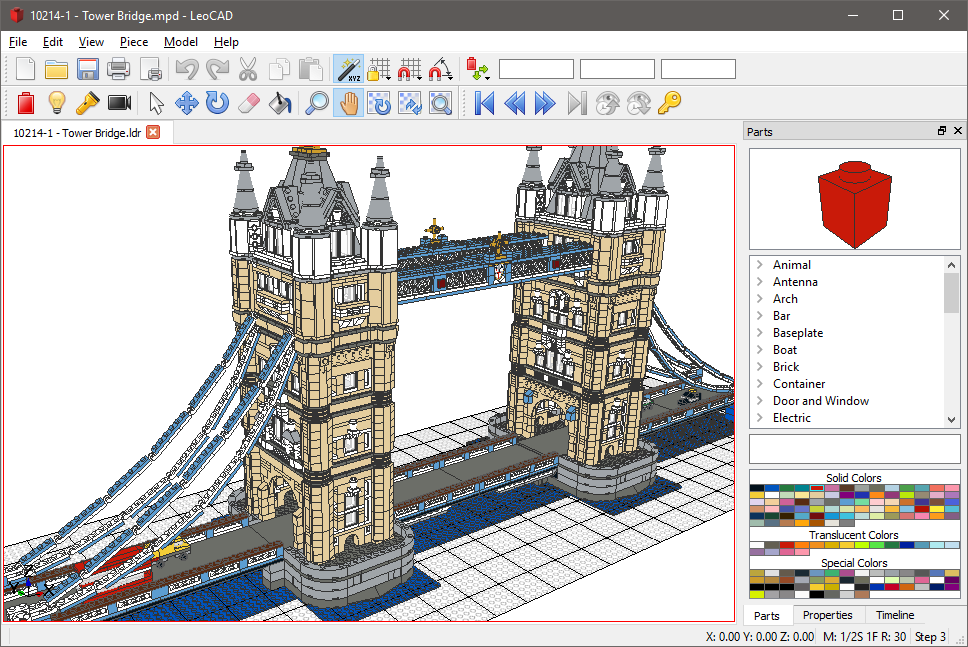 10214-1 - Tower Bridge.mpd - LeoCAD
File Edit View Piece Model Help
XYZ
10214-1 - Tower Bridge.ldr
Parts
Animal
Antenna
Arch
Bar
Baseplate
Boat
Brick
Container
Door and Window
Electric
Solid Colors
Translucent Colors
Special Colors
Z
Y X
Parts Properties Timeline
X: 0.00 Y: 0.00 Z: 0.00 M: 1/2S 1F R: 30 Step 3